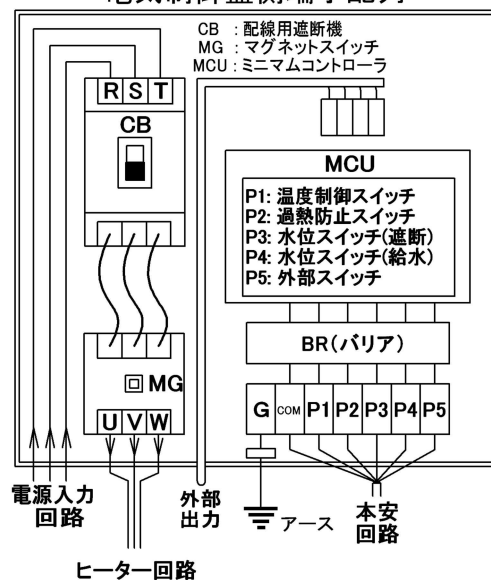 CB : 配線用遮断機
MG : マグネットスイッチ
MCU : ミニマムコントローラ
R S T
CB
MCU
P1: 温度制御スイッチ
P2: 過熱防止スイッチ
P3: 水位スイッチ(遮断)
P4: 水位スイッチ(給水)
P5: 外部スイッチ
BR(バリア)
MG
G COM P1 P2 P3 P4 P5
U V W
電源入力
回路
外部
出力
アース
本安
回路
ヒーター回路